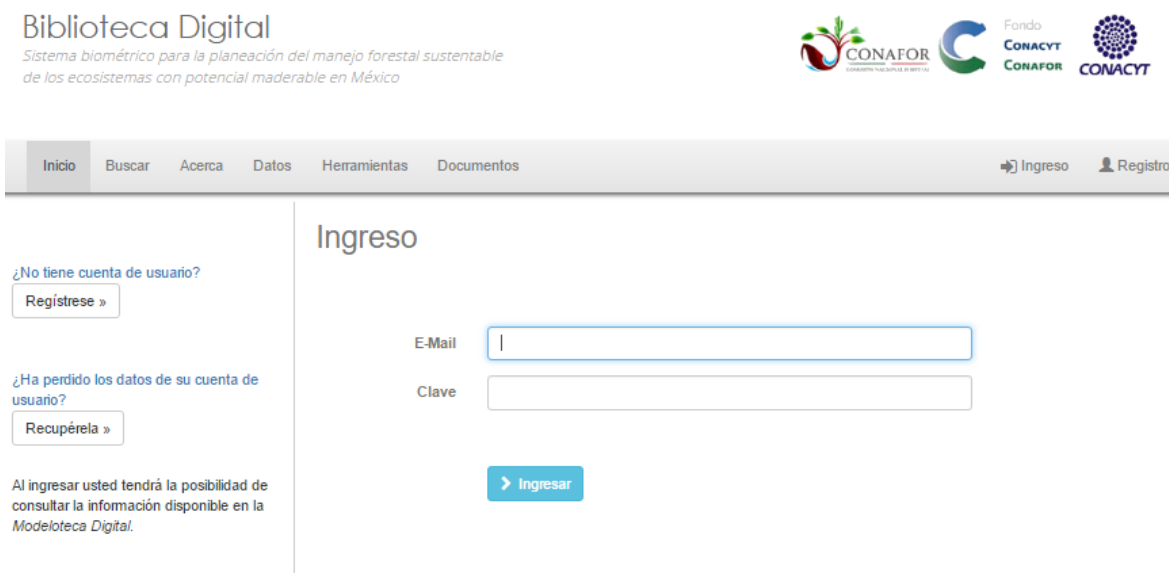 Biblioteca Digital
Sistema biométrico para la planeación del manejo forestal sustentable
de los ecosistemas con potencial maderable en México
CONAFOR
COMISIÓN NACIONAL FORESTAL
Fondo
CONACYT
CONAFOR
CONACYT
Inicio Buscar Acerca Datos Herramientas Documentos Ingreso Registro
¿No tiene cuenta de usuario?
Regístrese »
¿Ha perdido los datos de su cuenta de
usuario?
Recupérela »
Al ingresar usted tendrá la posibilidad de
consultar la información disponible en la
Modeloteca Digital.
Ingreso
E-Mail
Clave
Ingresar